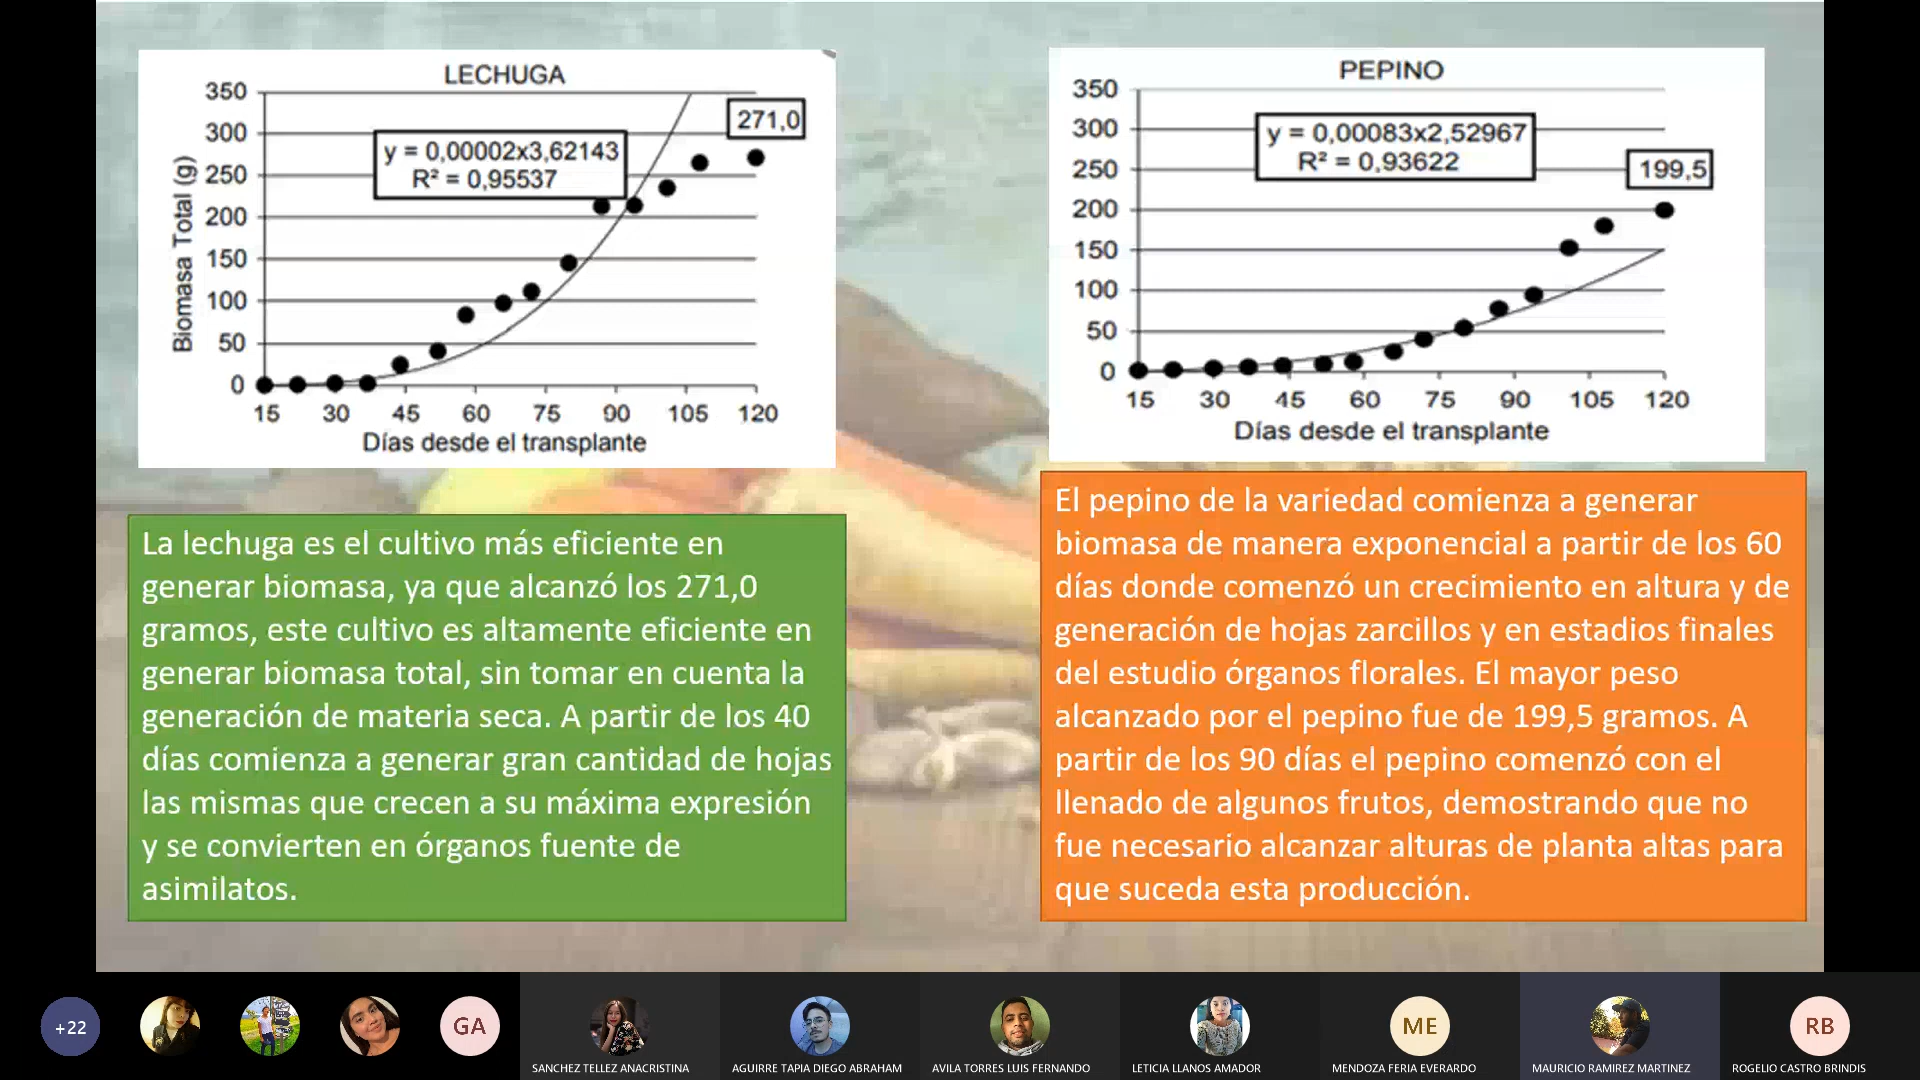 LECHUGA
350
300
250
200
150
100
50
0
271,0
y = 0,00002x3,62143
R² = 0,95537
Biomasa Total (g)
15 30 45 60 75 90 105 120
Días desde el transplante
PEPINO
350
300
250
200
150
100
50
0
y = 0,00083x2,52967
R² = 0,93622
199,5
15 30 45 60 75 90 105 120
Días desde el transplante
La lechuga es el cultivo más eficiente en
generar biomasa, ya que alcanzó los 271,0
gramos, este cultivo es altamente eficiente en
generar biomasa total, sin tomar en cuenta la
generación de materia seca. A partir de los 40
días comienza a generar gran cantidad de hojas
las mismas que crecen a su máxima expresión
y se convierten en órganos fuente de
asimilatos.
El pepino de la variedad comienza a generar
biomasa de manera exponencial a partir de los 60
días donde comenzó un crecimiento en altura y de
generación de hojas zarcillos y en estadios finales
del estudio órganos florales. El mayor peso
alcanzado por el pepino fue de 199,5 gramos. A
partir de los 90 días el pepino comenzó con el
llenado de algunos frutos, demostrando que no
fue necesario alcanzar alturas de planta altas para
que suceda esta producción.
+22
GA
SANCHEZ TELLEZ ANACRISTINA
AGUIRRE TAPIA DIEGO ABRAHAM
AVILA TORRES LUIS FERNANDO
LETICIA LLANOS AMADOR
ME
MENDOZA FERIA EVERARDO
MAURICIO RAMIREZ MARTINEZ
RB
ROGELIO CASTRO BRINDIS